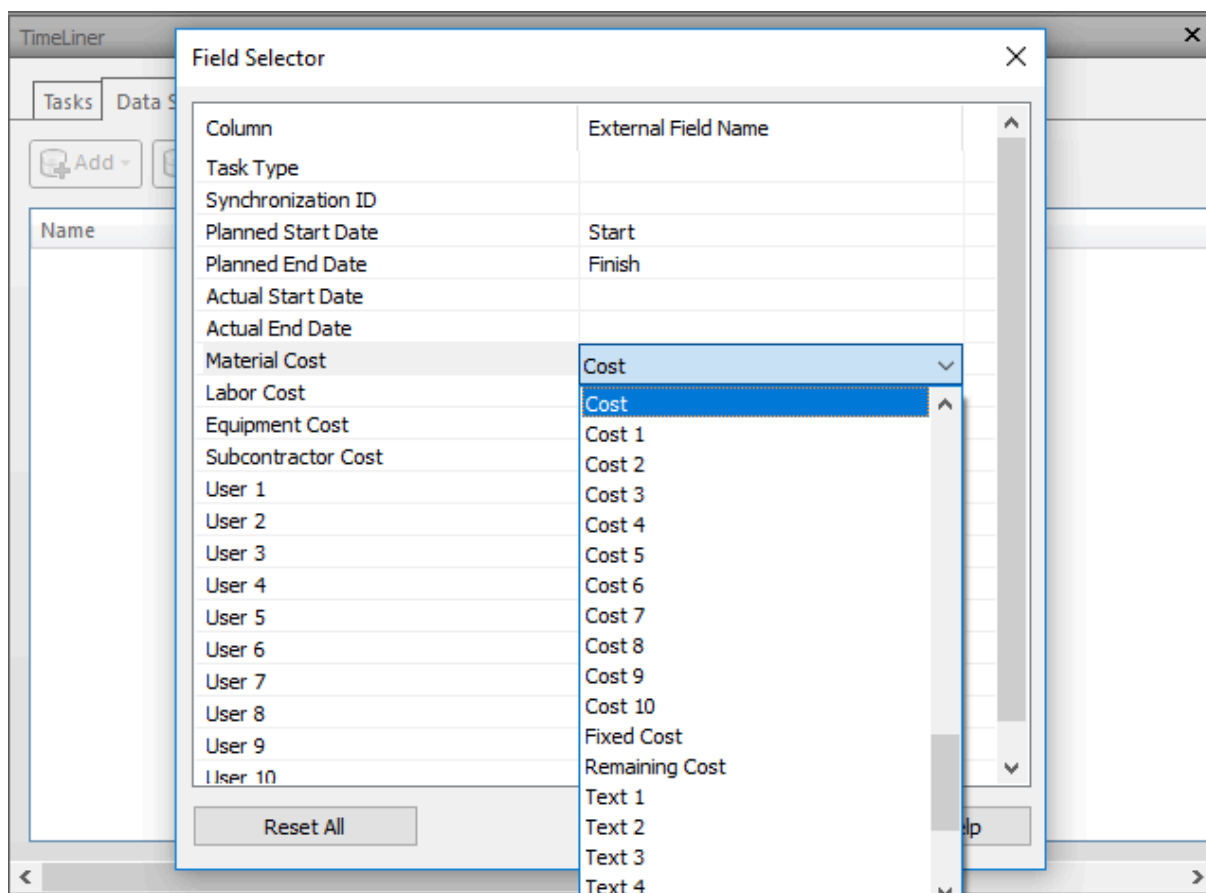 TimeLiner
Field Selector
Tasks
Data S
Add
Name
Column External Field Name
Task Type
Synchronization ID
Planned Start Date Start
Planned End Date Finish
Actual Start Date
Actual End Date
Material Cost Cost
Labor Cost
Equipment Cost
Subcontractor Cost
User 1
User 2
User 3
User 4
User 5
User 6
User 7
User 8
User 9
User 10
Cost
Cost 1
Cost 2
Cost 3
Cost 4
Cost 5
Cost 6
Cost 7
Cost 8
Cost 9
Cost 10
Fixed Cost
Remaining Cost
Text 1
Text 2
Text 3
Text 4
Reset All
lp